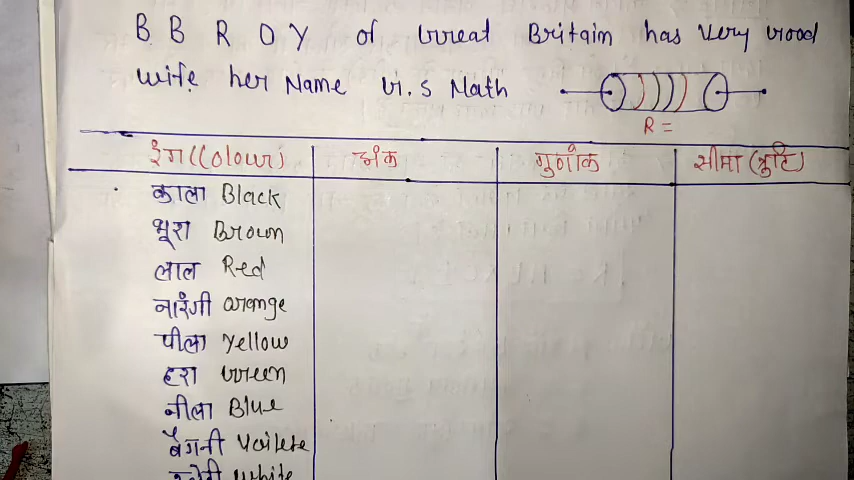 B B R O Y of Great Britain has very good
wife her Name G.S Math
R =
रंग (Colour) अंक गुणांक सीमा (त्रुटि)
काला Black
भूरा Brown
लाल Red
नारंगी orange
पीला Yellow
हरा Green
नीला Blue
बैगनी
White